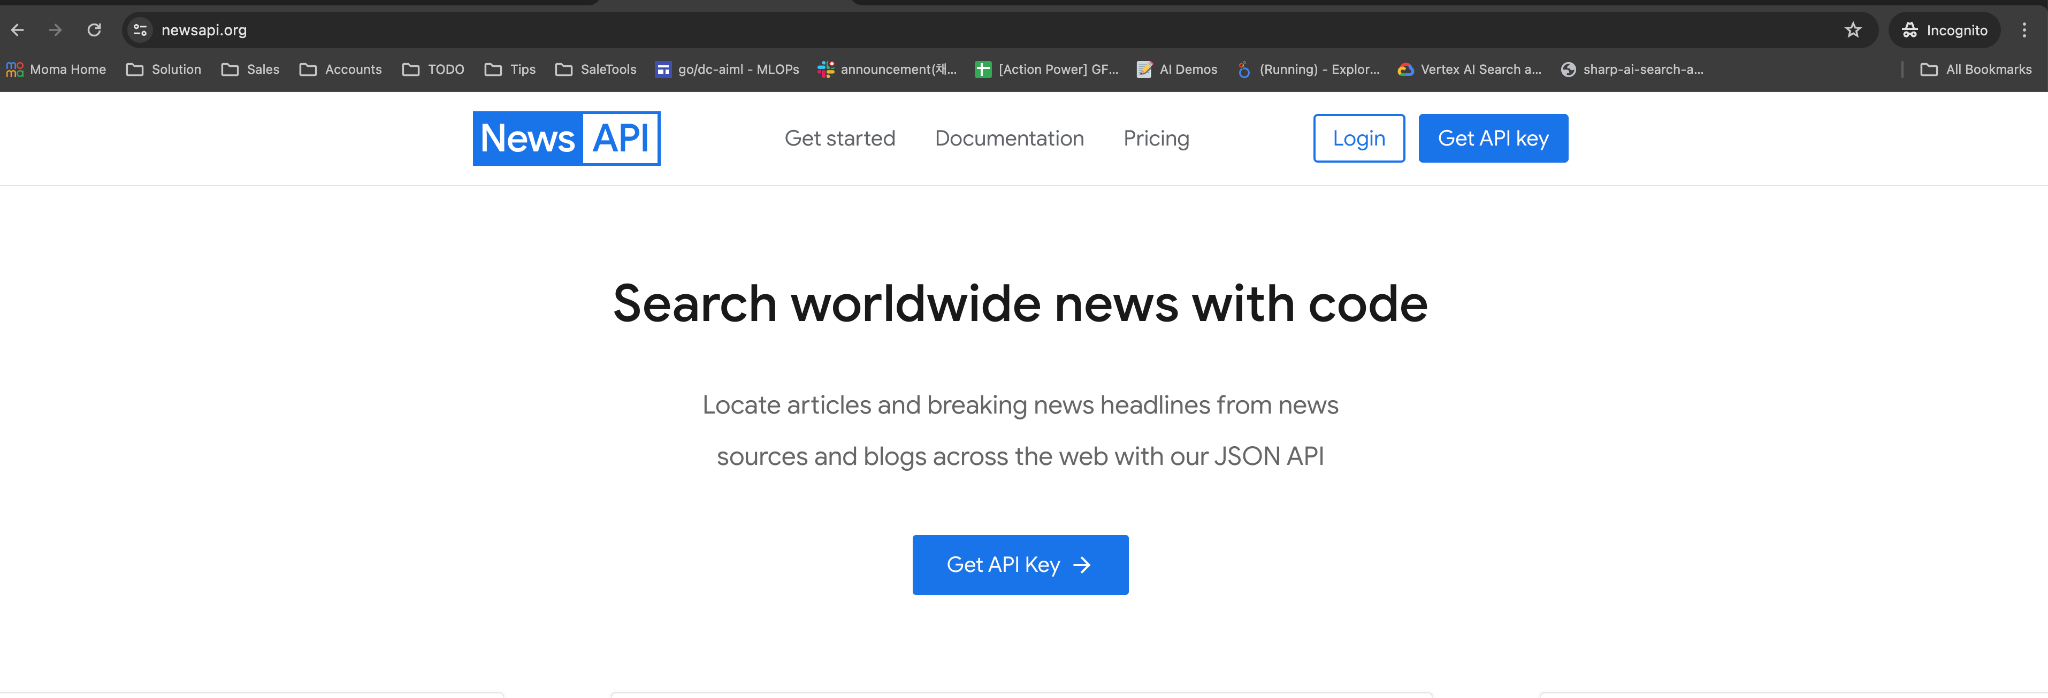 newsapi.org
Incognito
Moma Home Solution Sales Accounts TODO Tips SaleTools go/dc-aiml - MLOPs announcement(채... [Action Power] GF... AI Demos (Running) - Explor... Vertex AI Search a... sharp-ai-search-a... All Bookmarks
News API Get started Documentation Pricing Login Get API key
Search worldwide news with code
Locate articles and breaking news headlines from news
sources and blogs across the web with our JSON API
Get API Key →